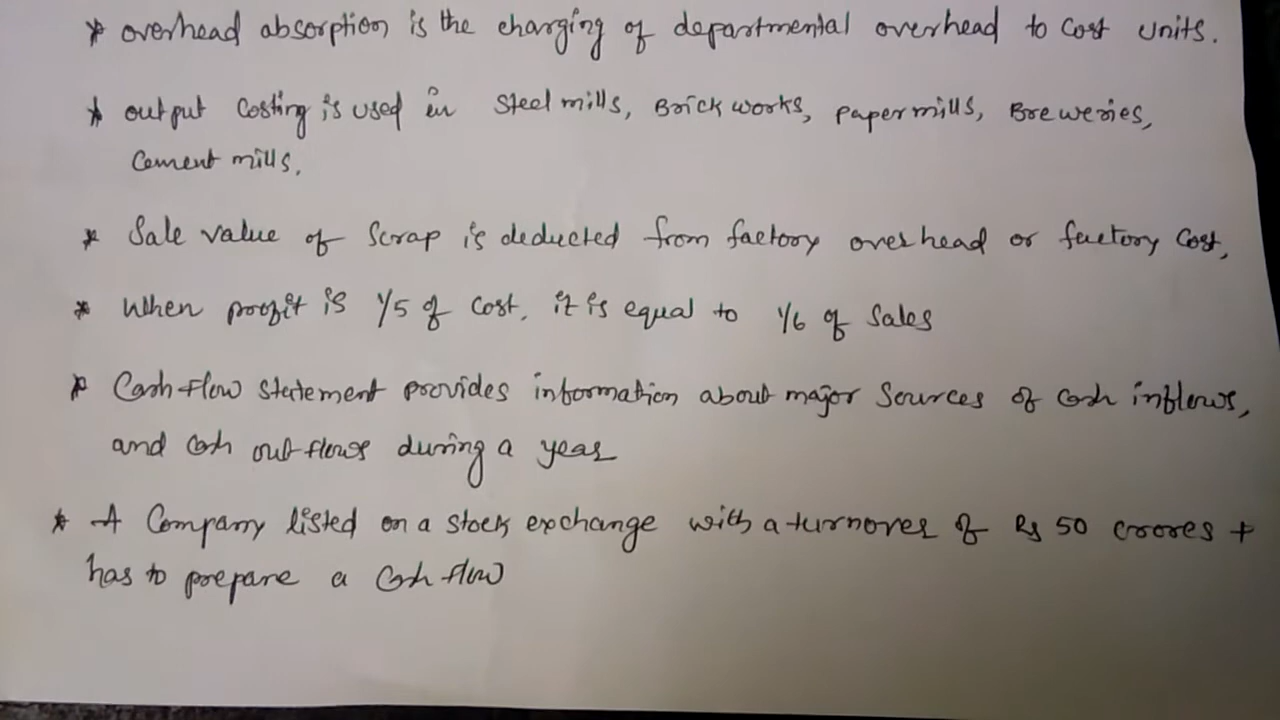 * overhead absorption is the charging of departmental overhead to cost units.
* output costing is used in Steel mills, Brick works, papermills, Breweries,
Cement mills.
* Sale value of Scrap is deducted from factory overhead or factory cost,
* When profit is 1/5 of cost, it is equal to 1/6 of Sales
* Cash flow statement provides information about major Sources of cash inflows,
and cash outflows during a year
* A Company listed on a stock exchange with a turnover of Rs 50 crores +
has to prepare a Cash flow